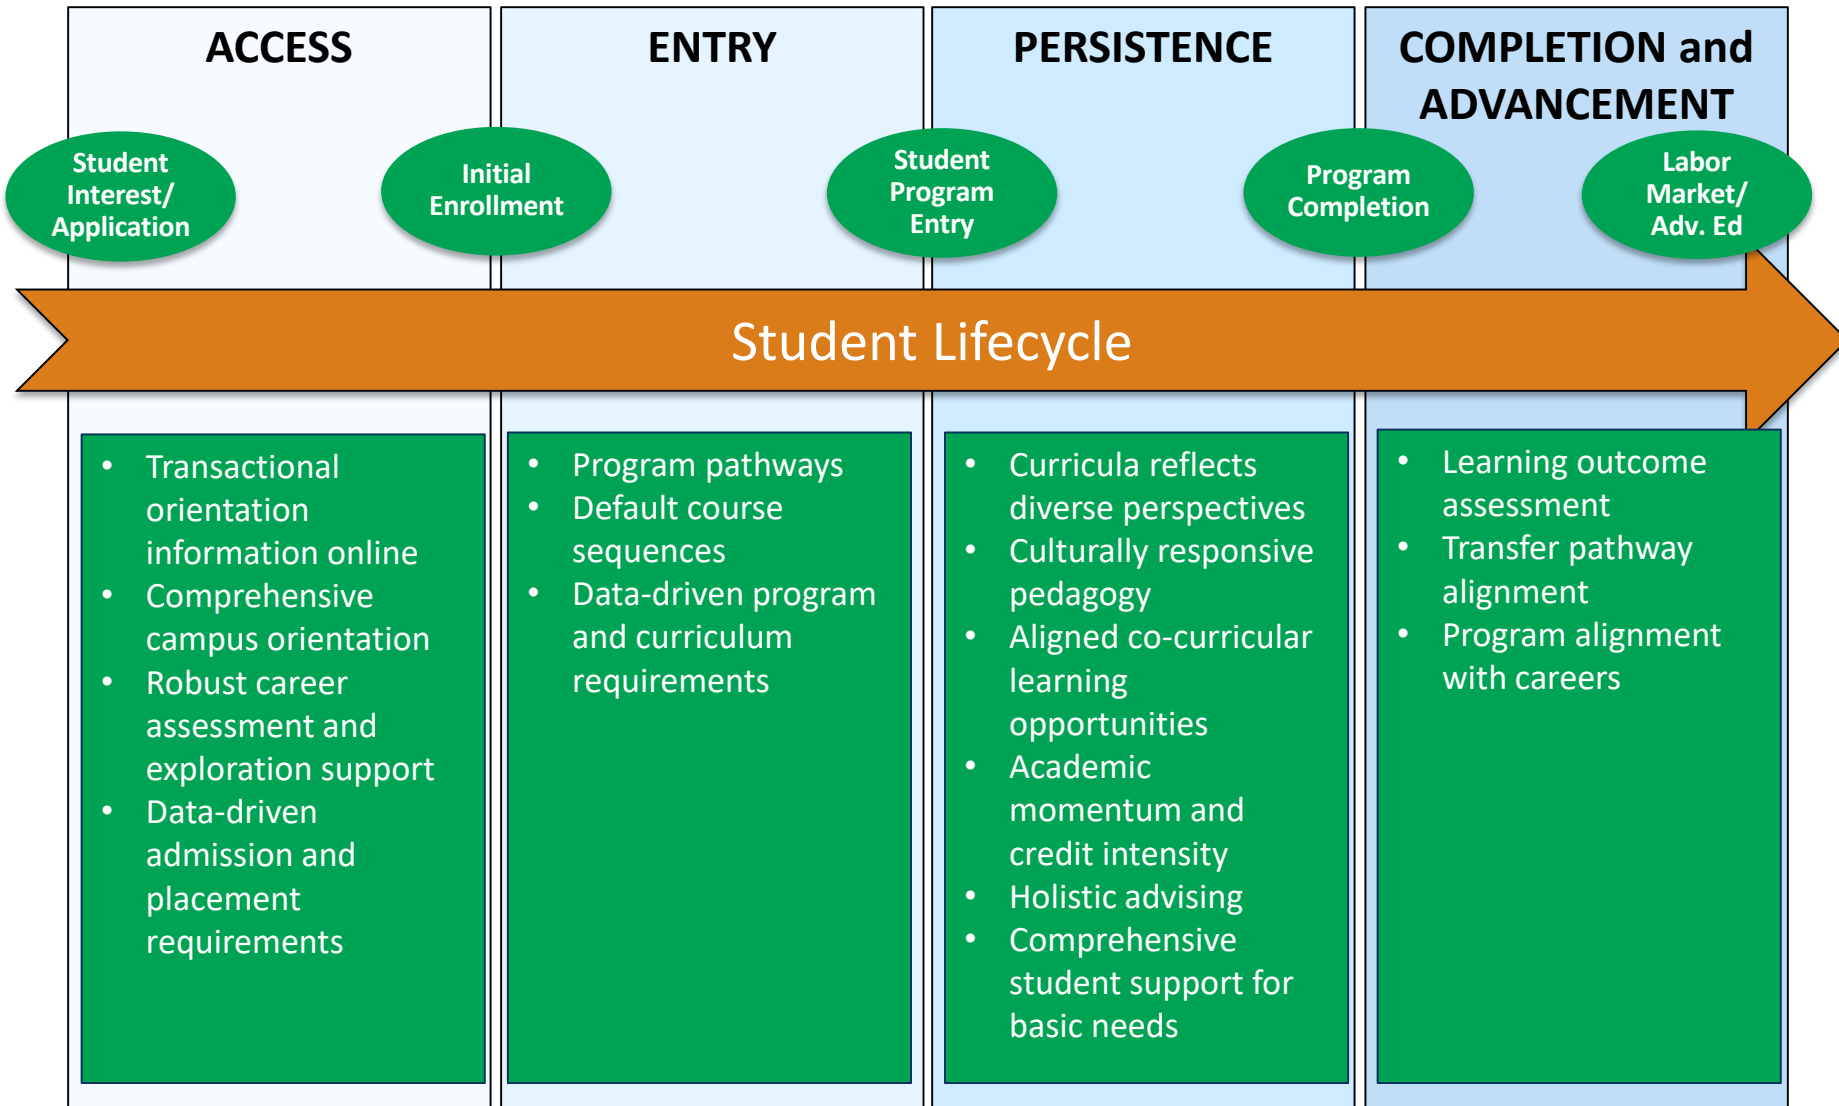 ACCESS
ENTRY
PERSISTENCE
COMPLETION and
ADVANCEMENT
Student
Interest/
Application
Initial
Enrollment
Student
Program
Entry
Program
Completion
Labor
Market/
Adv. Ed
Student Lifecycle
• Transactional
orientation
information online
• Comprehensive
campus orientation
• Robust career
assessment and
exploration support
• Data-driven
admission and
placement
requirements
• Program pathways
• Default course
sequences
• Data-driven program
and curriculum
requirements
• Curricula reflects
diverse perspectives
• Culturally responsive
pedagogy
• Aligned co-curricular
learning
opportunities
• Academic
momentum and
credit intensity
• Holistic advising
• Comprehensive
student support for
basic needs
• Learning outcome
assessment
• Transfer pathway
alignment
• Program alignment
with careers